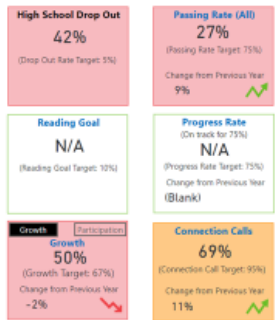 High School Drop Out
42%
(Drop Out Rate Target: 5%)
Passing Rate (All)
27%
(Passing Rate Target: 75%)
Change from Previous Year
9%
Reading Goal
N/A
(Reading Goal Target: 10%)
Progress Rate
(On track for 75%)
N/A
(Progress Rate Target: 75%)
Change from Previous Year
(Blank)
Growth
Participation
Growth
50%
(Growth Target: 67%)
Change from Previous Year
-2%
Connection Calls
69%
(Connection Call Target: 95%)
Change from Previous Year
11%